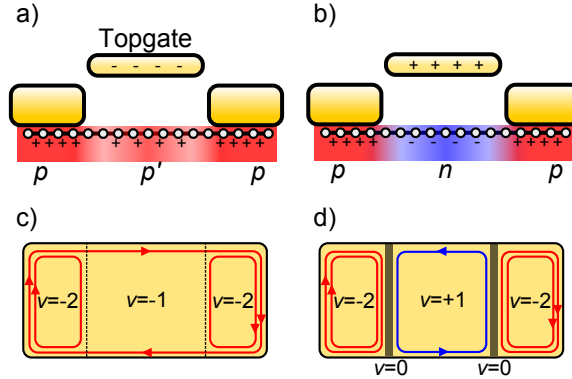 a)
b)
Topgate
- - - -
+ + + +
+ + + + + + + + + + + +
+ + + + - - - - + + + +
p p' p
p n p
c)
d)
ν=-2 ν=-1 ν=-2
ν=-2 ν=+1 ν=-2
ν=0 ν=0